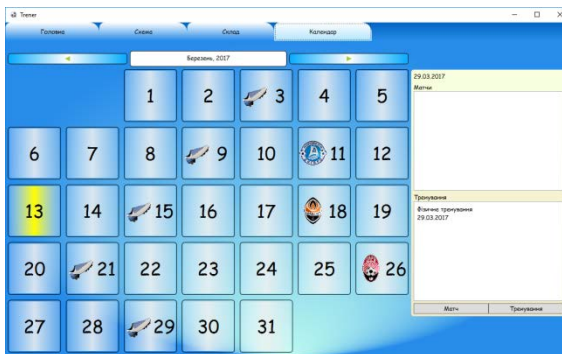 Trener
Головна Схема Склад Календар
Березень, 2017
1 2 3 4 5
6 7 8 9 10 11 12
13 14 15 16 17 18 19
20 21 22 23 24 25 26
27 28 29 30 31
29.03.2017
Матчи
Тренування
Фізичне тренування
29.03.2017
Матч Тренування